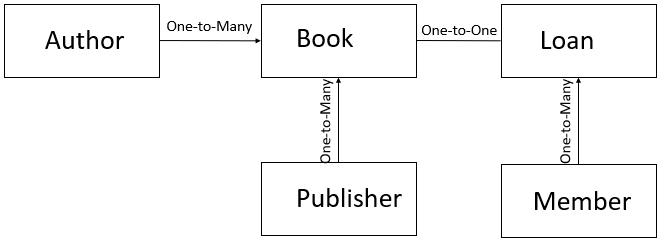 Author
One-to-Many
Book
One-to-One
Loan
One-to-Many
One-to-Many
Publisher
Member